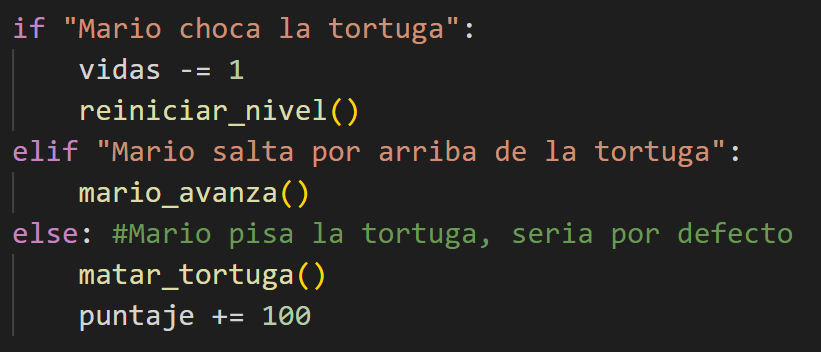 if "Mario choca la tortuga":
    vidas -= 1
    reiniciar_nivel()
elif "Mario salta por arriba de la tortuga":
    mario_avanza()
else: #Mario pisa la tortuga, seria por defecto
    matar_tortuga()
    puntaje += 100